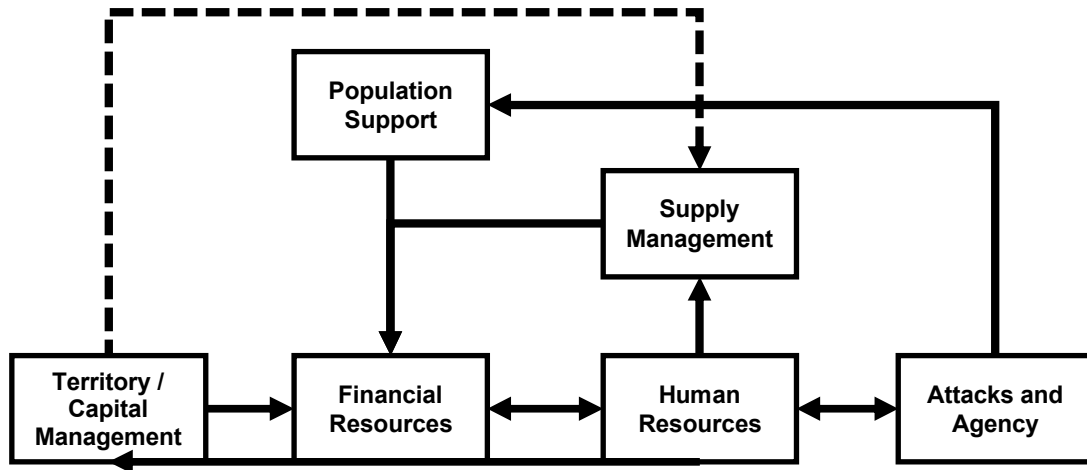 Population
Support
Supply
Management
Territory /
Capital
Management
Financial
Resources
Human
Resources
Attacks and
Agency